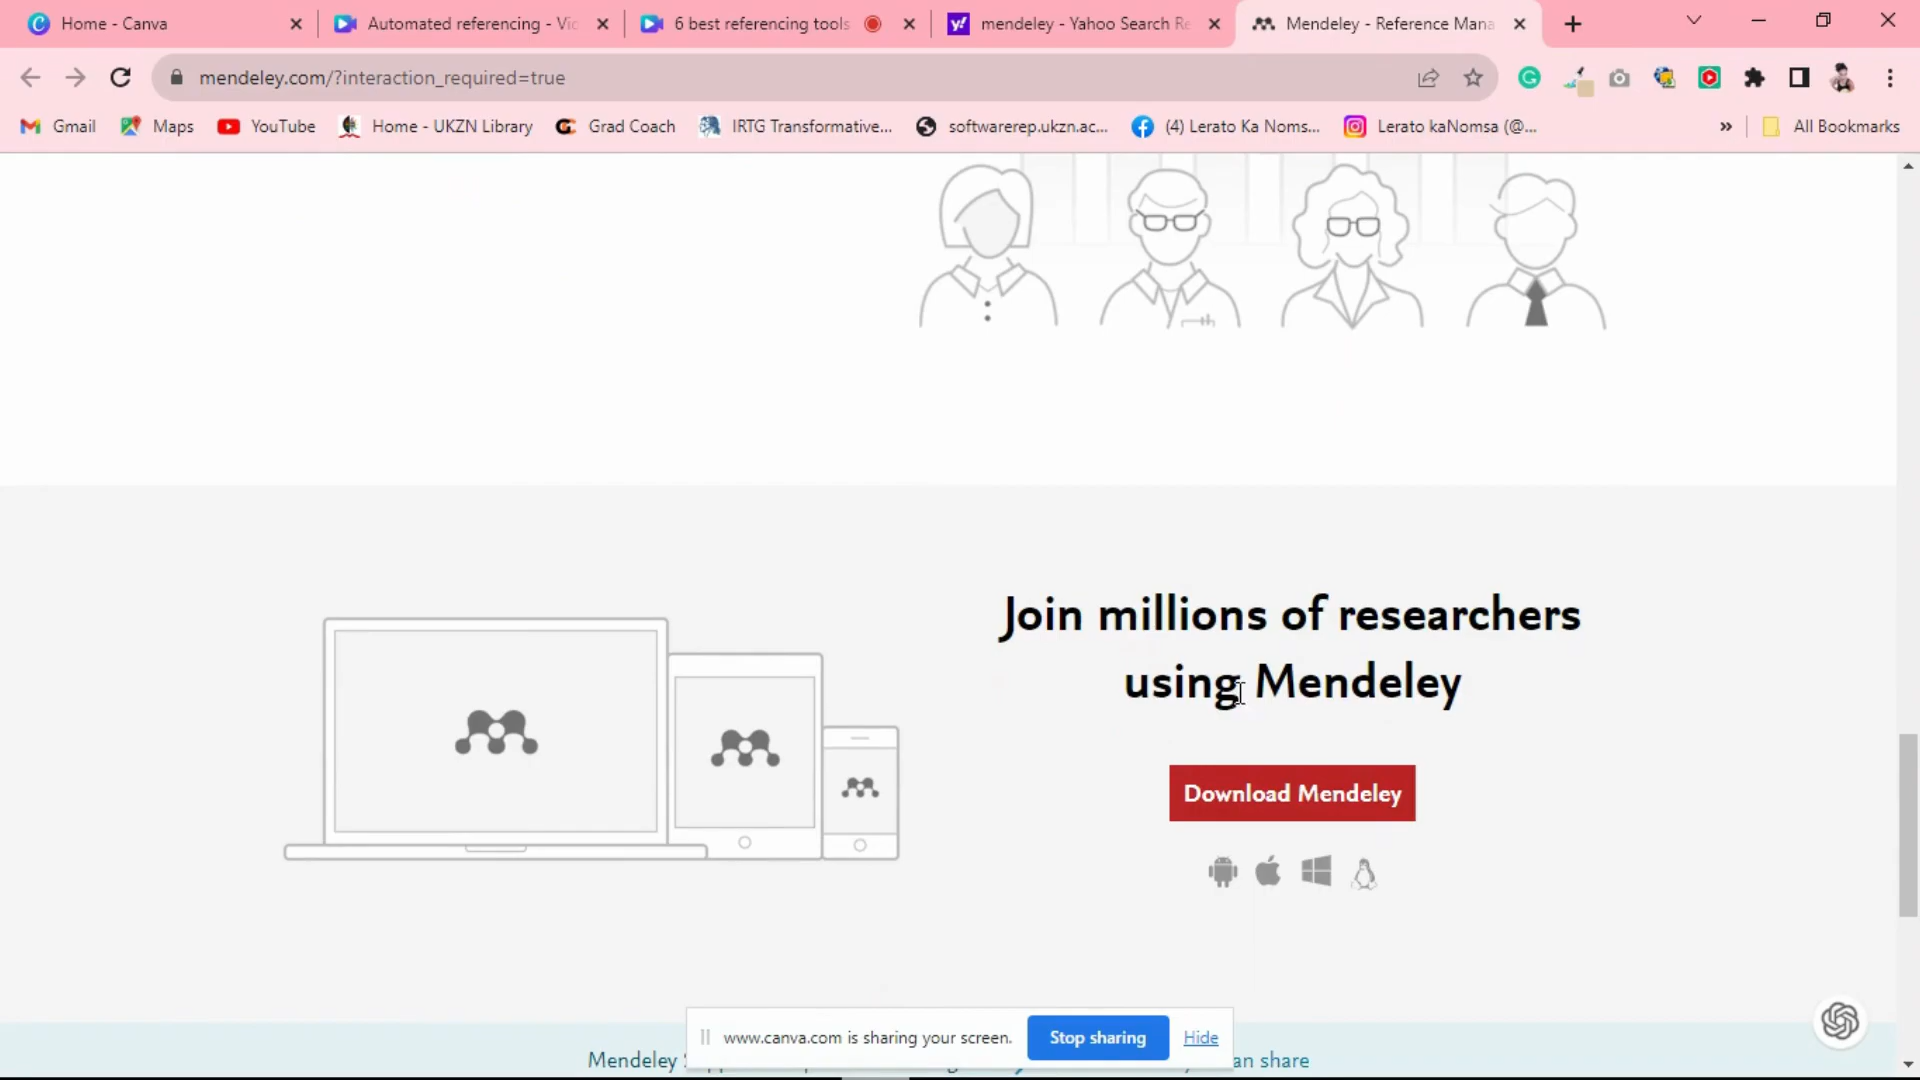 Home - Canva
Automated referencing - Vic
6 best referencing tools
mendeley - Yahoo Search Re
Mendeley - Reference Mana
mendeley.com/?interaction_required=true
Gmail
Maps
YouTube
Home - UKZN Library
Grad Coach
IRTG Transformative...
softwarerep.ukzn.ac...
(4) Lerato Ka Noms...
Lerato kaNomsa (@...
»
All Bookmarks
Join millions of researchers
using Mendeley
Download Mendeley
www.canva.com is sharing your screen.
Stop sharing
Hide
Mendeley
an share